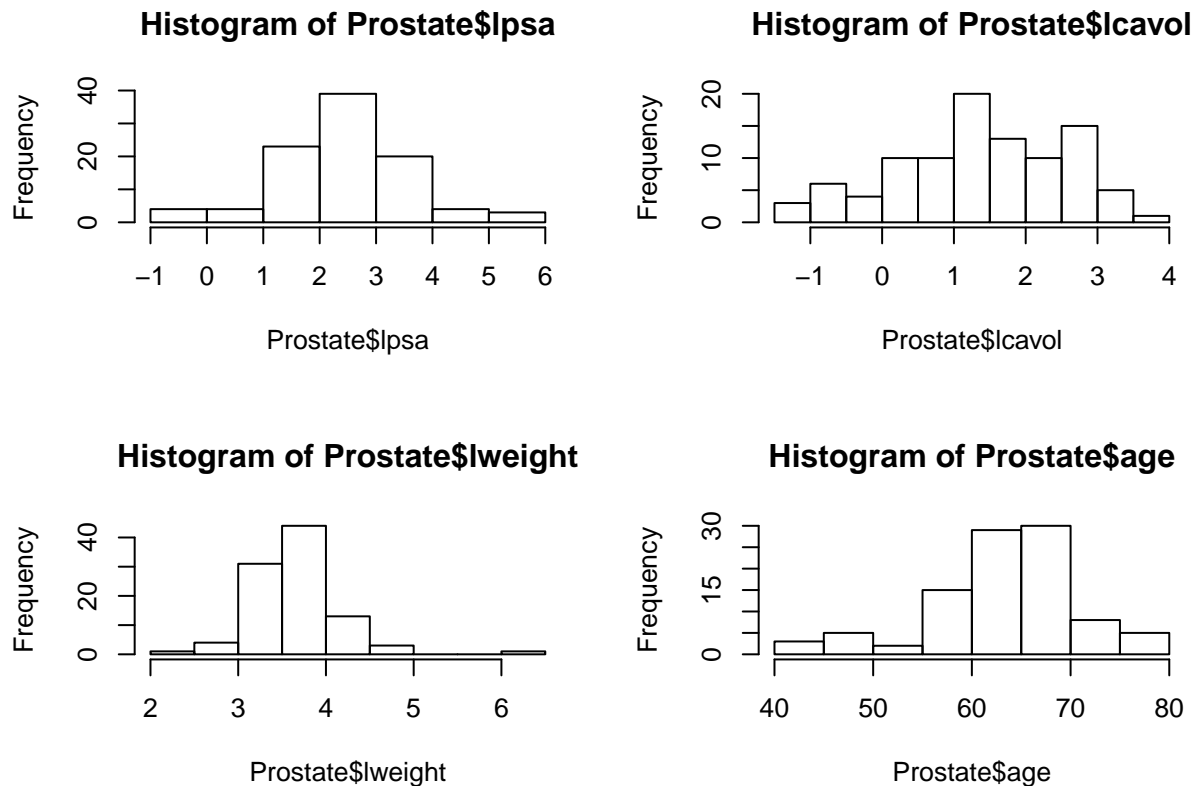 Histogram of Prostate$lpsa
Frequency
0
20
40
−1 0 1 2 3 4 5 6
Prostate$lpsa
Histogram of Prostate$lcavol
Frequency
0
10
20
−1 0 1 2 3 4
Prostate$lcavol
Histogram of Prostate$lweight
Frequency
0
20
40
2 3 4 5 6
Prostate$lweight
Histogram of Prostate$age
Frequency
0
15
30
40 50 60 70 80
Prostate$age